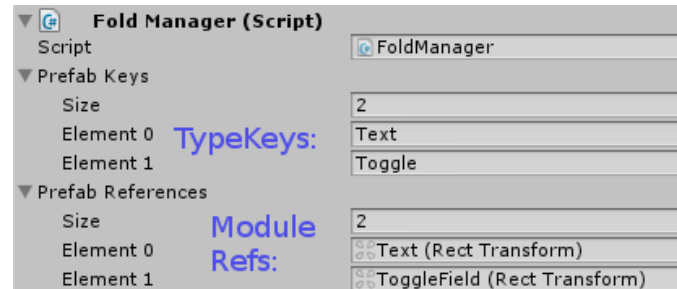 Fold Manager (Script)
Script FoldManager
Prefab Keys
Size 2
Element 0 TypeKeys: Text
Element 1 Toggle
Prefab References
Size 2
Module
Element 0 Text (Rect Transform)
Refs:
Element 1 ToggleField (Rect Transform)